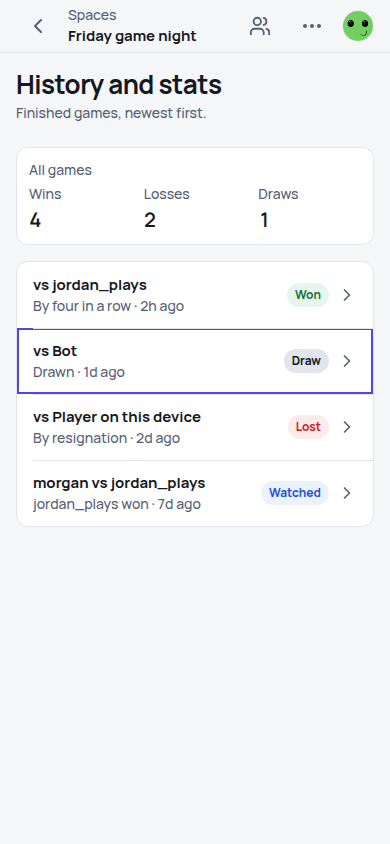 Spaces
Friday game night
History and stats
Finished games, newest first.
All games
Wins Losses Draws
4 2 1
vs jordan_plays
By four in a row · 2h ago
Won
vs Bot
Drawn · 1d ago
Draw
vs Player on this device
By resignation · 2d ago
Lost
morgan vs jordan_plays
jordan_plays won · 7d ago
Watched